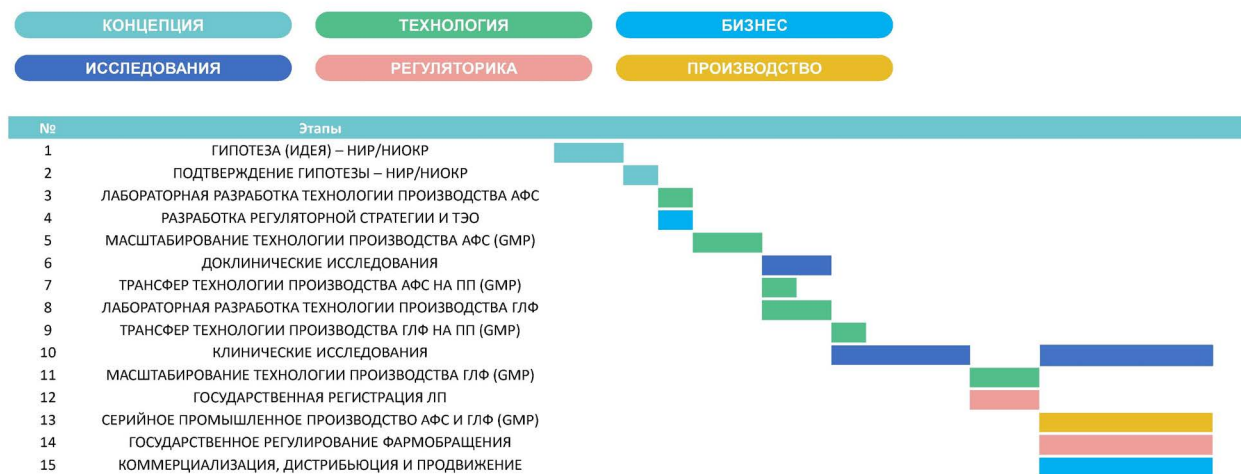 КОНЦЕПЦИЯ ТЕХНОЛОГИЯ БИЗНЕС
ИССЛЕДОВАНИЯ РЕГУЛЯТОРИКА ПРОИЗВОДСТВО
№ Этапы
1 ГИПОТЕЗА (ИДЕЯ) – НИР/НИОКР
2 ПОДТВЕРЖДЕНИЕ ГИПОТЕЗЫ – НИР/НИОКР
3 ЛАБОРАТОРНАЯ РАЗРАБОТКА ТЕХНОЛОГИИ ПРОИЗВОДСТВА АФС
4 РАЗРАБОТКА РЕГУЛЯТОРНОЙ СТРАТЕГИИ И ТЭО
5 МАСШТАБИРОВАНИЕ ТЕХНОЛОГИИ ПРОИЗВОДСТВА АФС (GMP)
6 ДОКЛИНИЧЕСКИЕ ИССЛЕДОВАНИЯ
7 ТРАНСФЕР ТЕХНОЛОГИИ ПРОИЗВОДСТВА АФС НА ПП (GMP)
8 ЛАБОРАТОРНАЯ РАЗРАБОТКА ТЕХНОЛОГИИ ПРОИЗВОДСТВА ГЛФ
9 ТРАНСФЕР ТЕХНОЛОГИИ ПРОИЗВОДСТВА ГЛФ НА ПП (GMP)
10 КЛИНИЧЕСКИЕ ИССЛЕДОВАНИЯ
11 МАСШТАБИРОВАНИЕ ТЕХНОЛОГИИ ПРОИЗВОДСТВА ГЛФ (GMP)
12 ГОСУДАРСТВЕННАЯ РЕГИСТРАЦИЯ ЛП
13 СЕРИЙНОЕ ПРОМЫШЛЕННОЕ ПРОИЗВОДСТВО АФС И ГЛФ (GMP)
14 ГОСУДАРСТВЕННОЕ РЕГУЛИРОВАНИЕ ФАРМОБРАЩЕНИЯ
15 КОММЕРЦИАЛИЗАЦИЯ, ДИСТРИБЬЮЦИЯ И ПРОДВИЖЕНИЕ